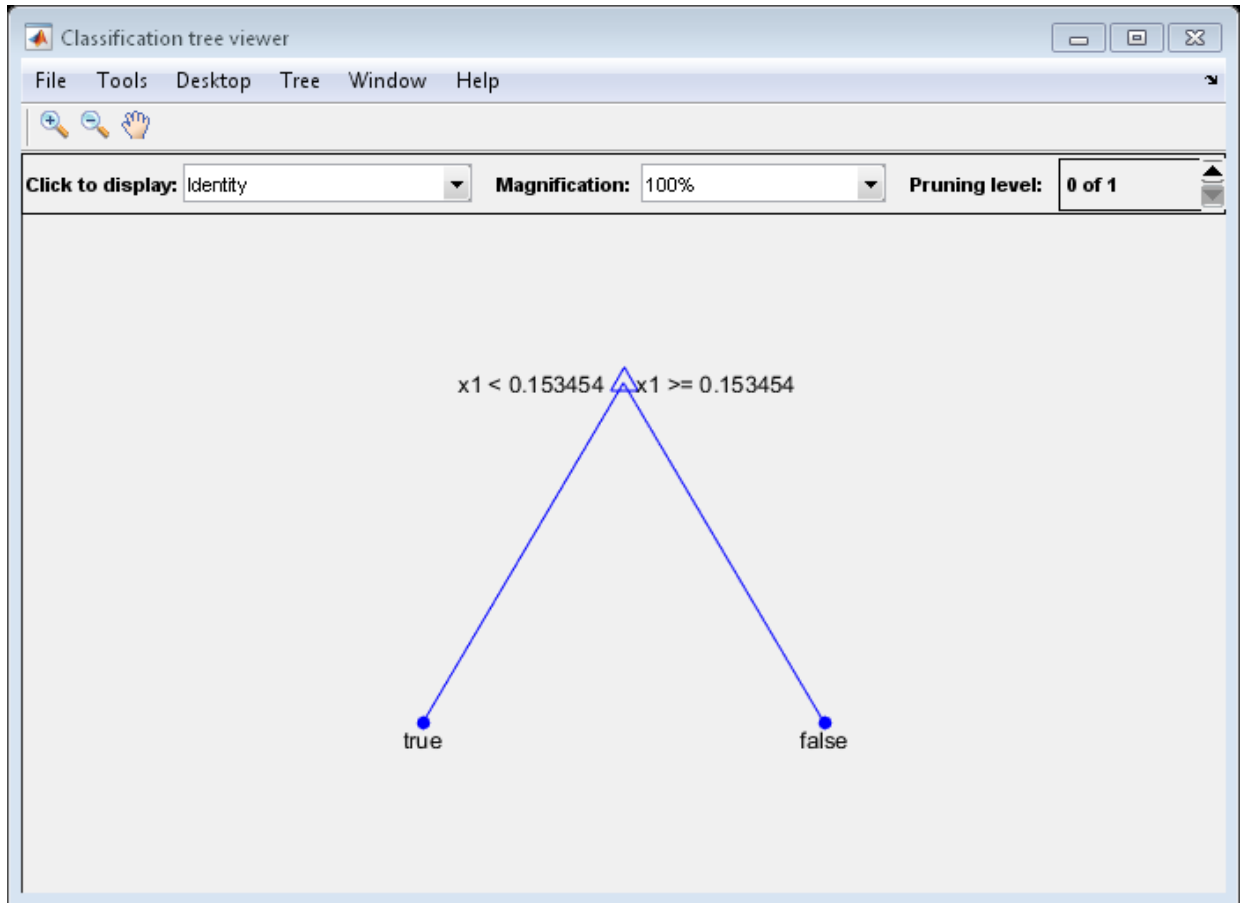 Classification tree viewer
File Tools Desktop Tree Window Help
Click to display: Identity Magnification: 100% Pruning level: 0 of 1
x1 < 0.153454 x1 >= 0.153454
true false